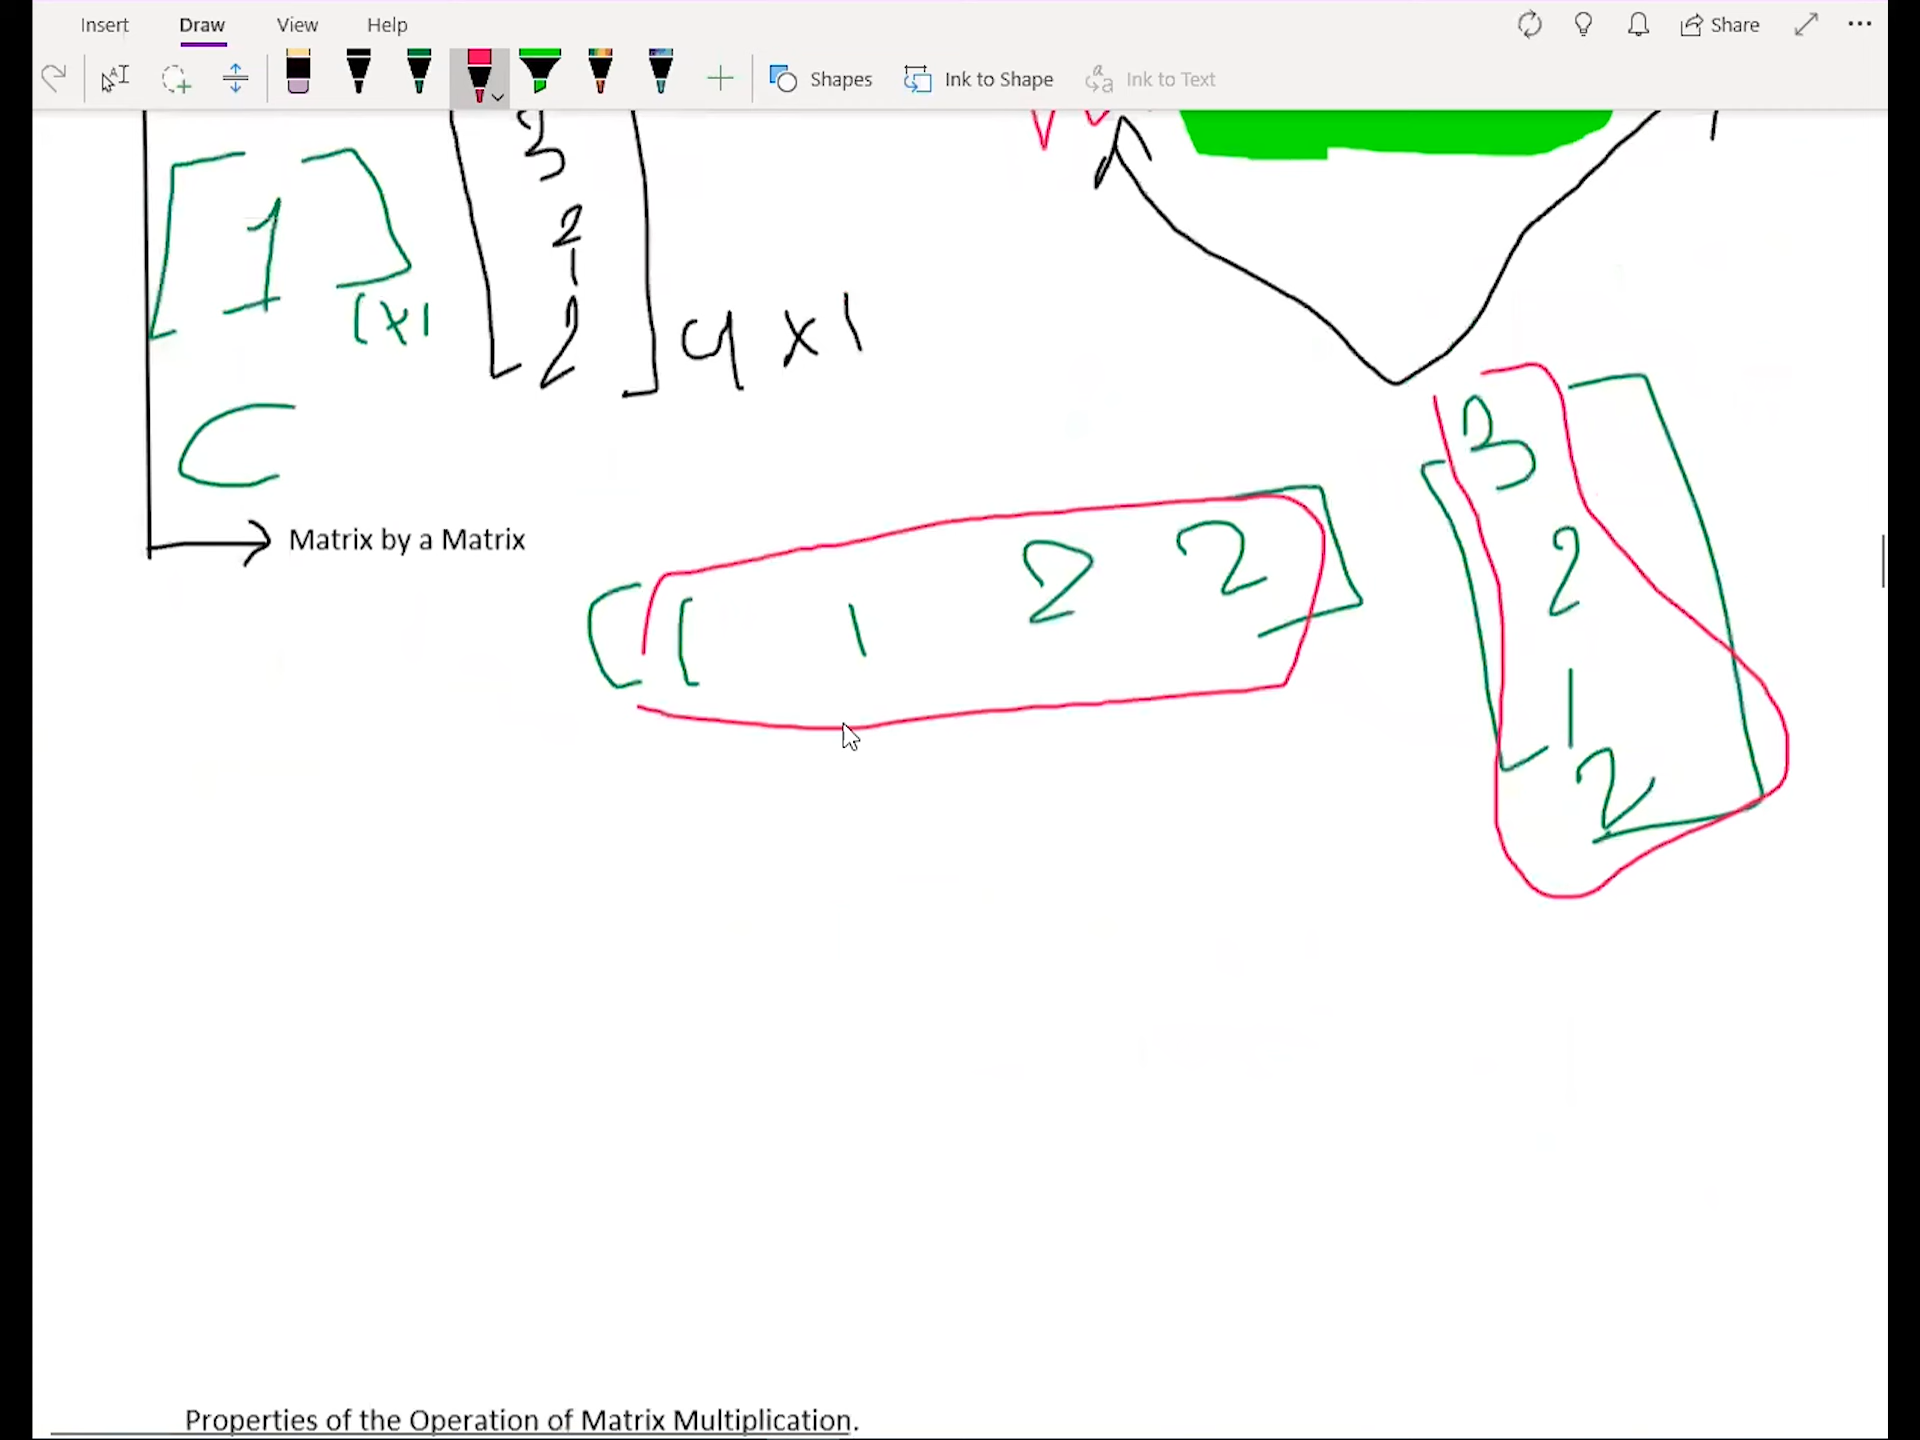 Insert Draw View Help Share
Shapes Ink to Shape Ink to Text
3
1
2
1
2
1x1
4x1
C
Matrix by a Matrix
1 1 2 2
3
2
1
2
Properties of the Operation of Matrix Multiplication.